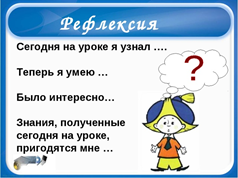 Рефлексия
Сегодня на уроке я узнал ….
Теперь я умею …
Было интересно…
Знания, полученные
сегодня на уроке,
пригодятся мне …
?